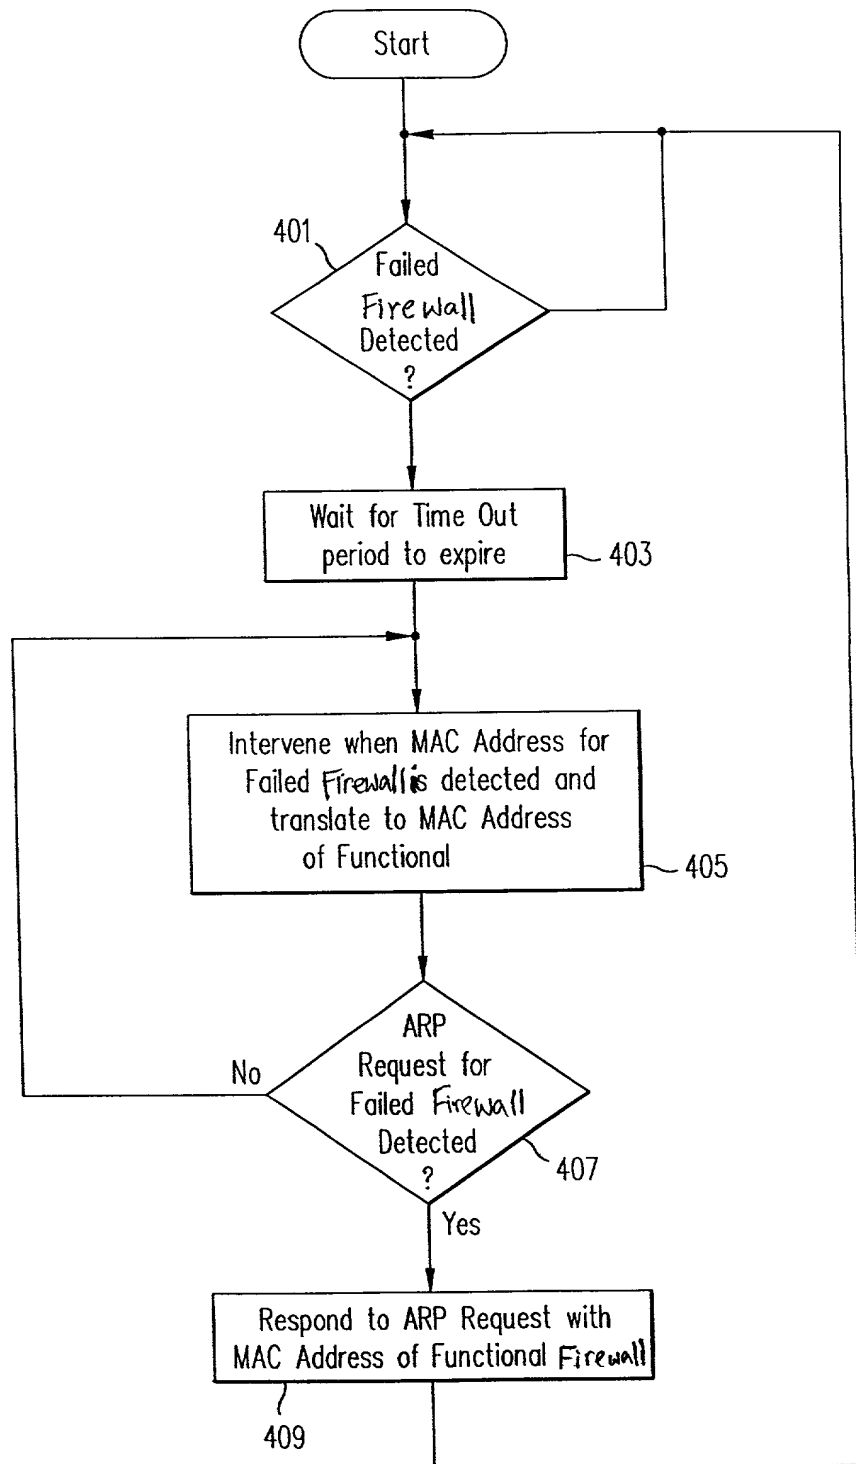 Start
401
Failed
Firewall
Detected
?
Wait for Time Out
period to expire
403
Intervene when MAC Address for
Failed Firewall is detected and
translate to MAC Address
of Functional
405
ARP
Request for
Failed Firewall
Detected
?
No
407
Yes
Respond to ARP Request with
MAC Address of Functional Firewall
409